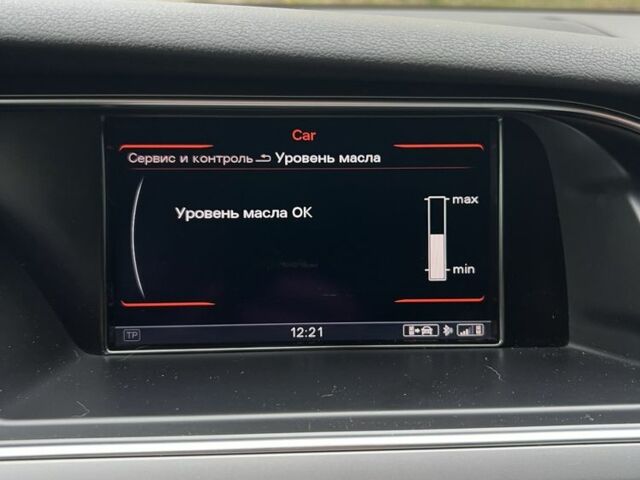 Car
Сервис и контроль Уровень масла
Уровень масла OK
max
min
TP
12:21